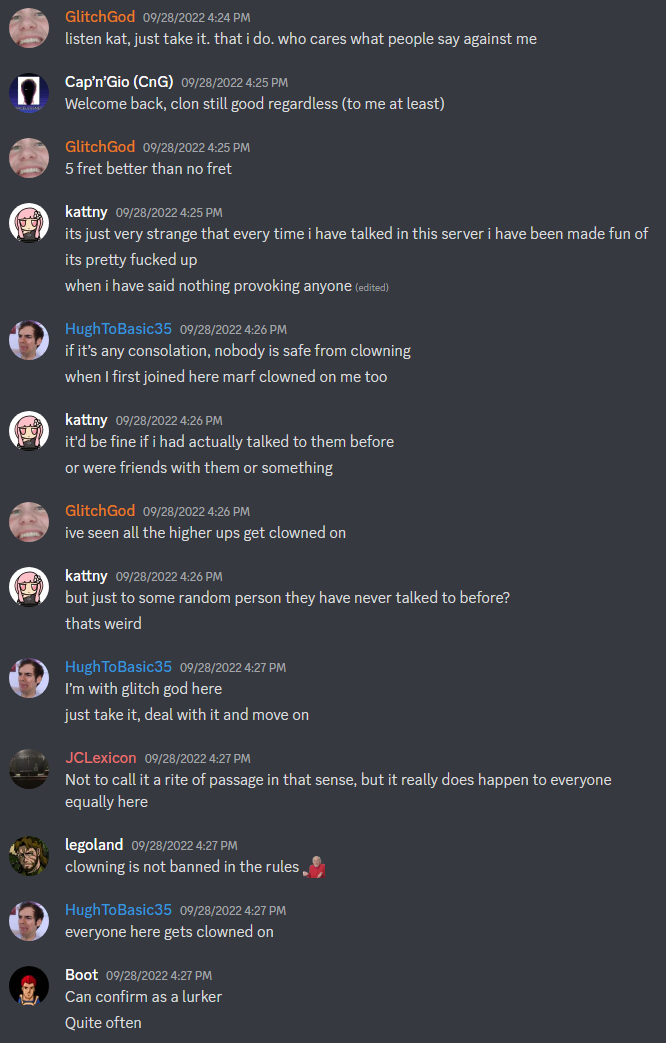 GlitchGod 09/28/2022 4:24 PM
listen kat, just take it. that i do. who cares what people say against me
Cap'n'Gio (CnG) 09/28/2022 4:25 PM
Welcome back, clon still good regardless (to me at least)
GlitchGod 09/28/2022 4:25 PM
5 fret better than no fret
kattny 09/28/2022 4:25 PM
its just very strange that every time i have talked in this server i have been made fun of
its pretty fucked up
when i have said nothing provoking anyone (edited)
HughToBasic35 09/28/2022 4:26 PM
if it's any consolation, nobody is safe from clowning
when I first joined here marf clowned on me too
kattny 09/28/2022 4:26 PM
it'd be fine if i had actually talked to them before
or were friends with them or something
GlitchGod 09/28/2022 4:26 PM
ive seen all the higher ups get clowned on
kattny 09/28/2022 4:26 PM
but just to some random person they have never talked to before?
thats weird
HughToBasic35 09/28/2022 4:27 PM
I'm with glitch god here
just take it, deal with it and move on
JCLexicon 09/28/2022 4:27 PM
Not to call it a rite of passage in that sense, but it really does happen to everyone
equally here
legoland 09/28/2022 4:27 PM
clowning is not banned in the rules
HughToBasic35 09/28/2022 4:27 PM
everyone here gets clowned on
Boot 09/28/2022 4:27 PM
Can confirm as a lurker
Quite often